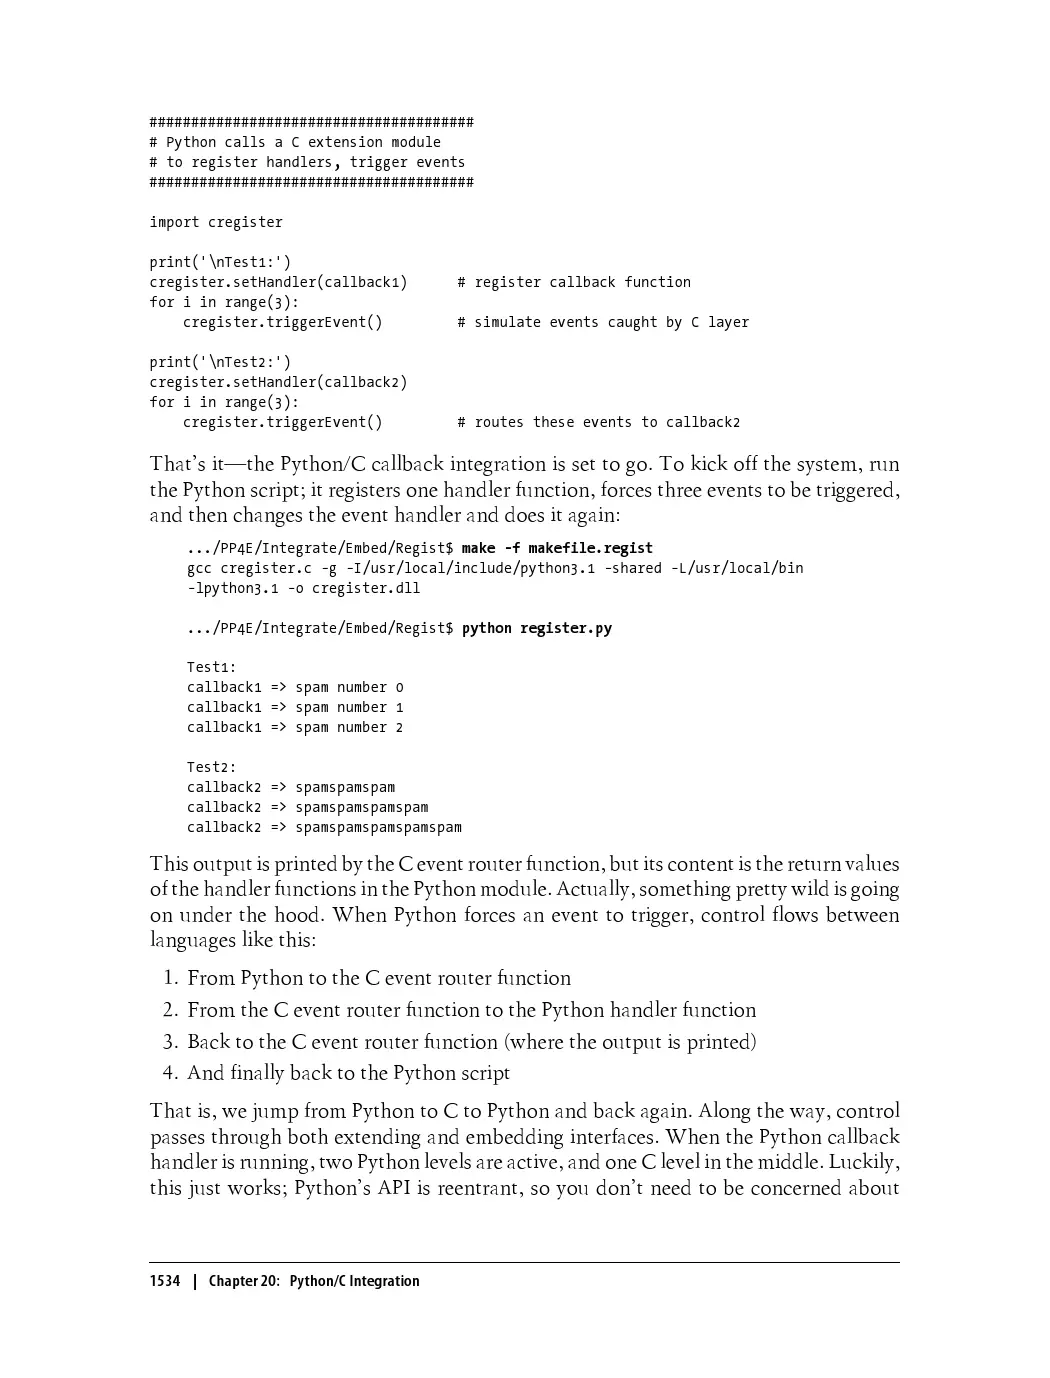 #######################################
# Python calls a C extension module
# to register handlers, trigger events
#######################################
import cregister
print('\nTest1:')
cregister.setHandler(callback1)      # register callback function
for i in range(3):
    cregister.triggerEvent()         # simulate events caught by C layer
print('\nTest2:')
cregister.setHandler(callback2)
for i in range(3):
    cregister.triggerEvent()         # routes these events to callback2
That's it—the Python/C callback integration is set to go. To kick off the system, run
the Python script; it registers one handler function, forces three events to be triggered,
and then changes the event handler and does it again:
.../PP4E/Integrate/Embed/Regist$ make -f makefile.regist
gcc cregister.c -g -I/usr/local/include/python3.1 -shared -L/usr/local/bin
-lpython3.1 -o cregister.dll
.../PP4E/Integrate/Embed/Regist$ python register.py
Test1:
callback1 => spam number 0
callback1 => spam number 1
callback1 => spam number 2
Test2:
callback2 => spamspamspam
callback2 => spamspamspamspam
callback2 => spamspamspamspamspam
This output is printed by the C event router function, but its content is the return values
of the handler functions in the Python module. Actually, something pretty wild is going
on under the hood. When Python forces an event to trigger, control flows between
languages like this:
1. From Python to the C event router function
2. From the C event router function to the Python handler function
3. Back to the C event router function (where the output is printed)
4. And finally back to the Python script
That is, we jump from Python to C to Python and back again. Along the way, control
passes through both extending and embedding interfaces. When the Python callback
handler is running, two Python levels are active, and one C level in the middle. Luckily,
this just works; Python's API is reentrant, so you don't need to be concerned about
1534 | Chapter 20: Python/C Integration